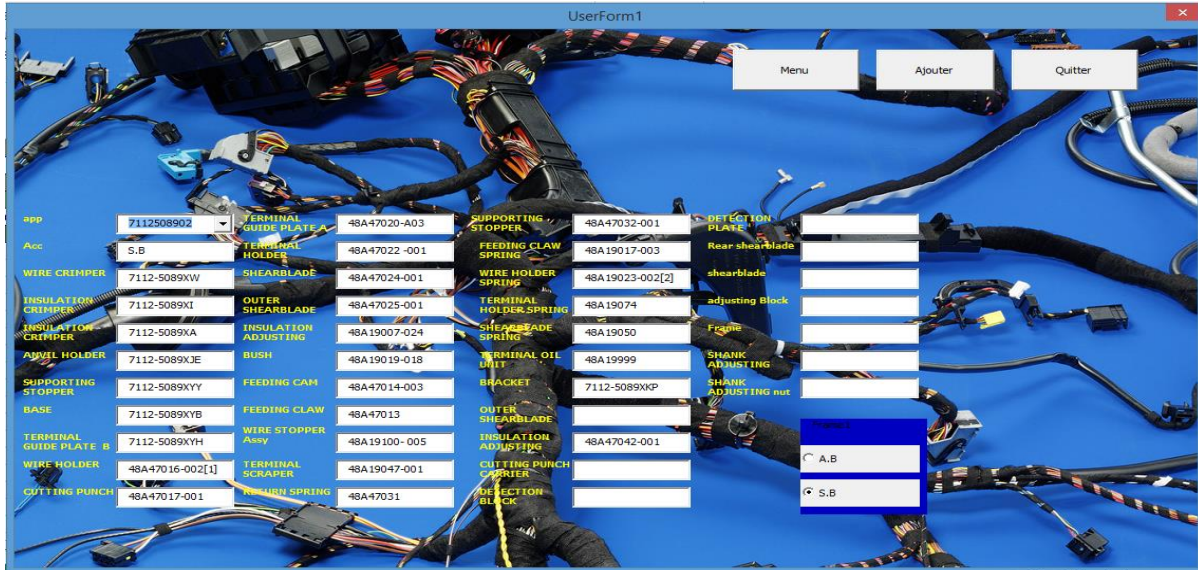 UserForm1
Menu
Ajouter
Quitter
app
7112508902
Acc
S.B
WIRE CRIMPER
7112-5089XW
INSULATION
CRIMPER
7112-5089XI
INSULATION
CRIMPER
7112-5089XA
ANVIL HOLDER
7112-5089XJE
SUPPORTING
STOPPER
7112-5089XYY
BASE
7112-5089XYB
TERMINAL
GUIDE PLATE B
7112-5089XYH
WIRE HOLDER
48A47016-002[1]
CUTTING PUNCH
48A47017-001
TERMINAL
GUIDE PLATE A
48A47020-A03
TERMINAL
HOLDER
48A47022 -001
SHEARBLADE
48A47024-001
OUTER
SHEARBLADE
48A47025-001
INSULATION
ADJUSTING
48A19007-024
BUSH
48A19019-018
FEEDING CAM
48A47014-003
FEEDING CLAW
48A47013
WIRE STOPPER
Assy
48A19100- 005
TERMINAL
SCRAPER
48A19047-001
RETURN SPRING
48A47031
SUPPORTING
STOPPER
48A47032-001
FEEDING CLAW
SPRING
48A19017-003
WIRE HOLDER
SPRING
48A19023-002[2]
TERMINAL
HOLDER.SPRING
48A19074
SHEARBLADE
SPRING
48A19050
TERMINAL OIL
UNIT
48A19999
BRACKET
7112-5089XKP
OUTER
SHEARBLADE
INSULATION
ADJUSTING
48A47042-001
CUTTING PUNCH
CARRIER
DETECTION
BLOCK
DETECTION
PLATE
Rear shearblade
shearblade
adjusting Block
Frame
SHANK
ADJUSTING
SHANK
ADJUSTING nut
A.B
S.B